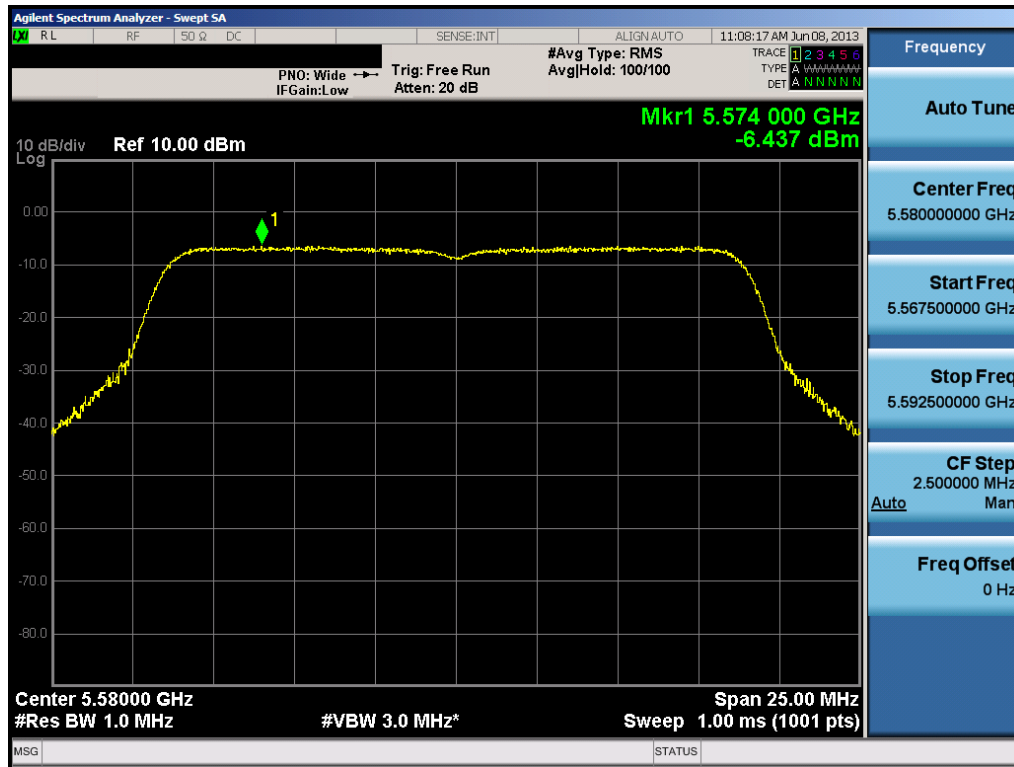 Agilent Spectrum Analyzer - Swept SA
LXI RL RF 50 Ω DC SENSE:INT ALIGN AUTO 11:08:17 AM Jun 08, 2013
PNO: Wide
IFGain:Low
Trig: Free Run
Atten: 20 dB
#Avg Type: RMS
Avg|Hold: 100/100
TRACE 1 2 3 4 5 6
TYPE A WWWWW
DET A N N N N N
Mkr1 5.574 000 GHz
-6.437 dBm
10 dB/div Ref 10.00 dBm
Log
1
0.00
-10.0
-20.0
-30.0
-40.0
-50.0
-60.0
-70.0
-80.0
Center 5.58000 GHz Span 25.00 MHz
#Res BW 1.0 MHz #VBW 3.0 MHz* Sweep 1.00 ms (1001 pts)
MSG STATUS
Frequency
Auto Tune
Center Freq
5.580000000 GHz
Start Freq
5.567500000 GHz
Stop Freq
5.592500000 GHz
CF Step
2.500000 MHz
Auto Man
Freq Offset
0 Hz